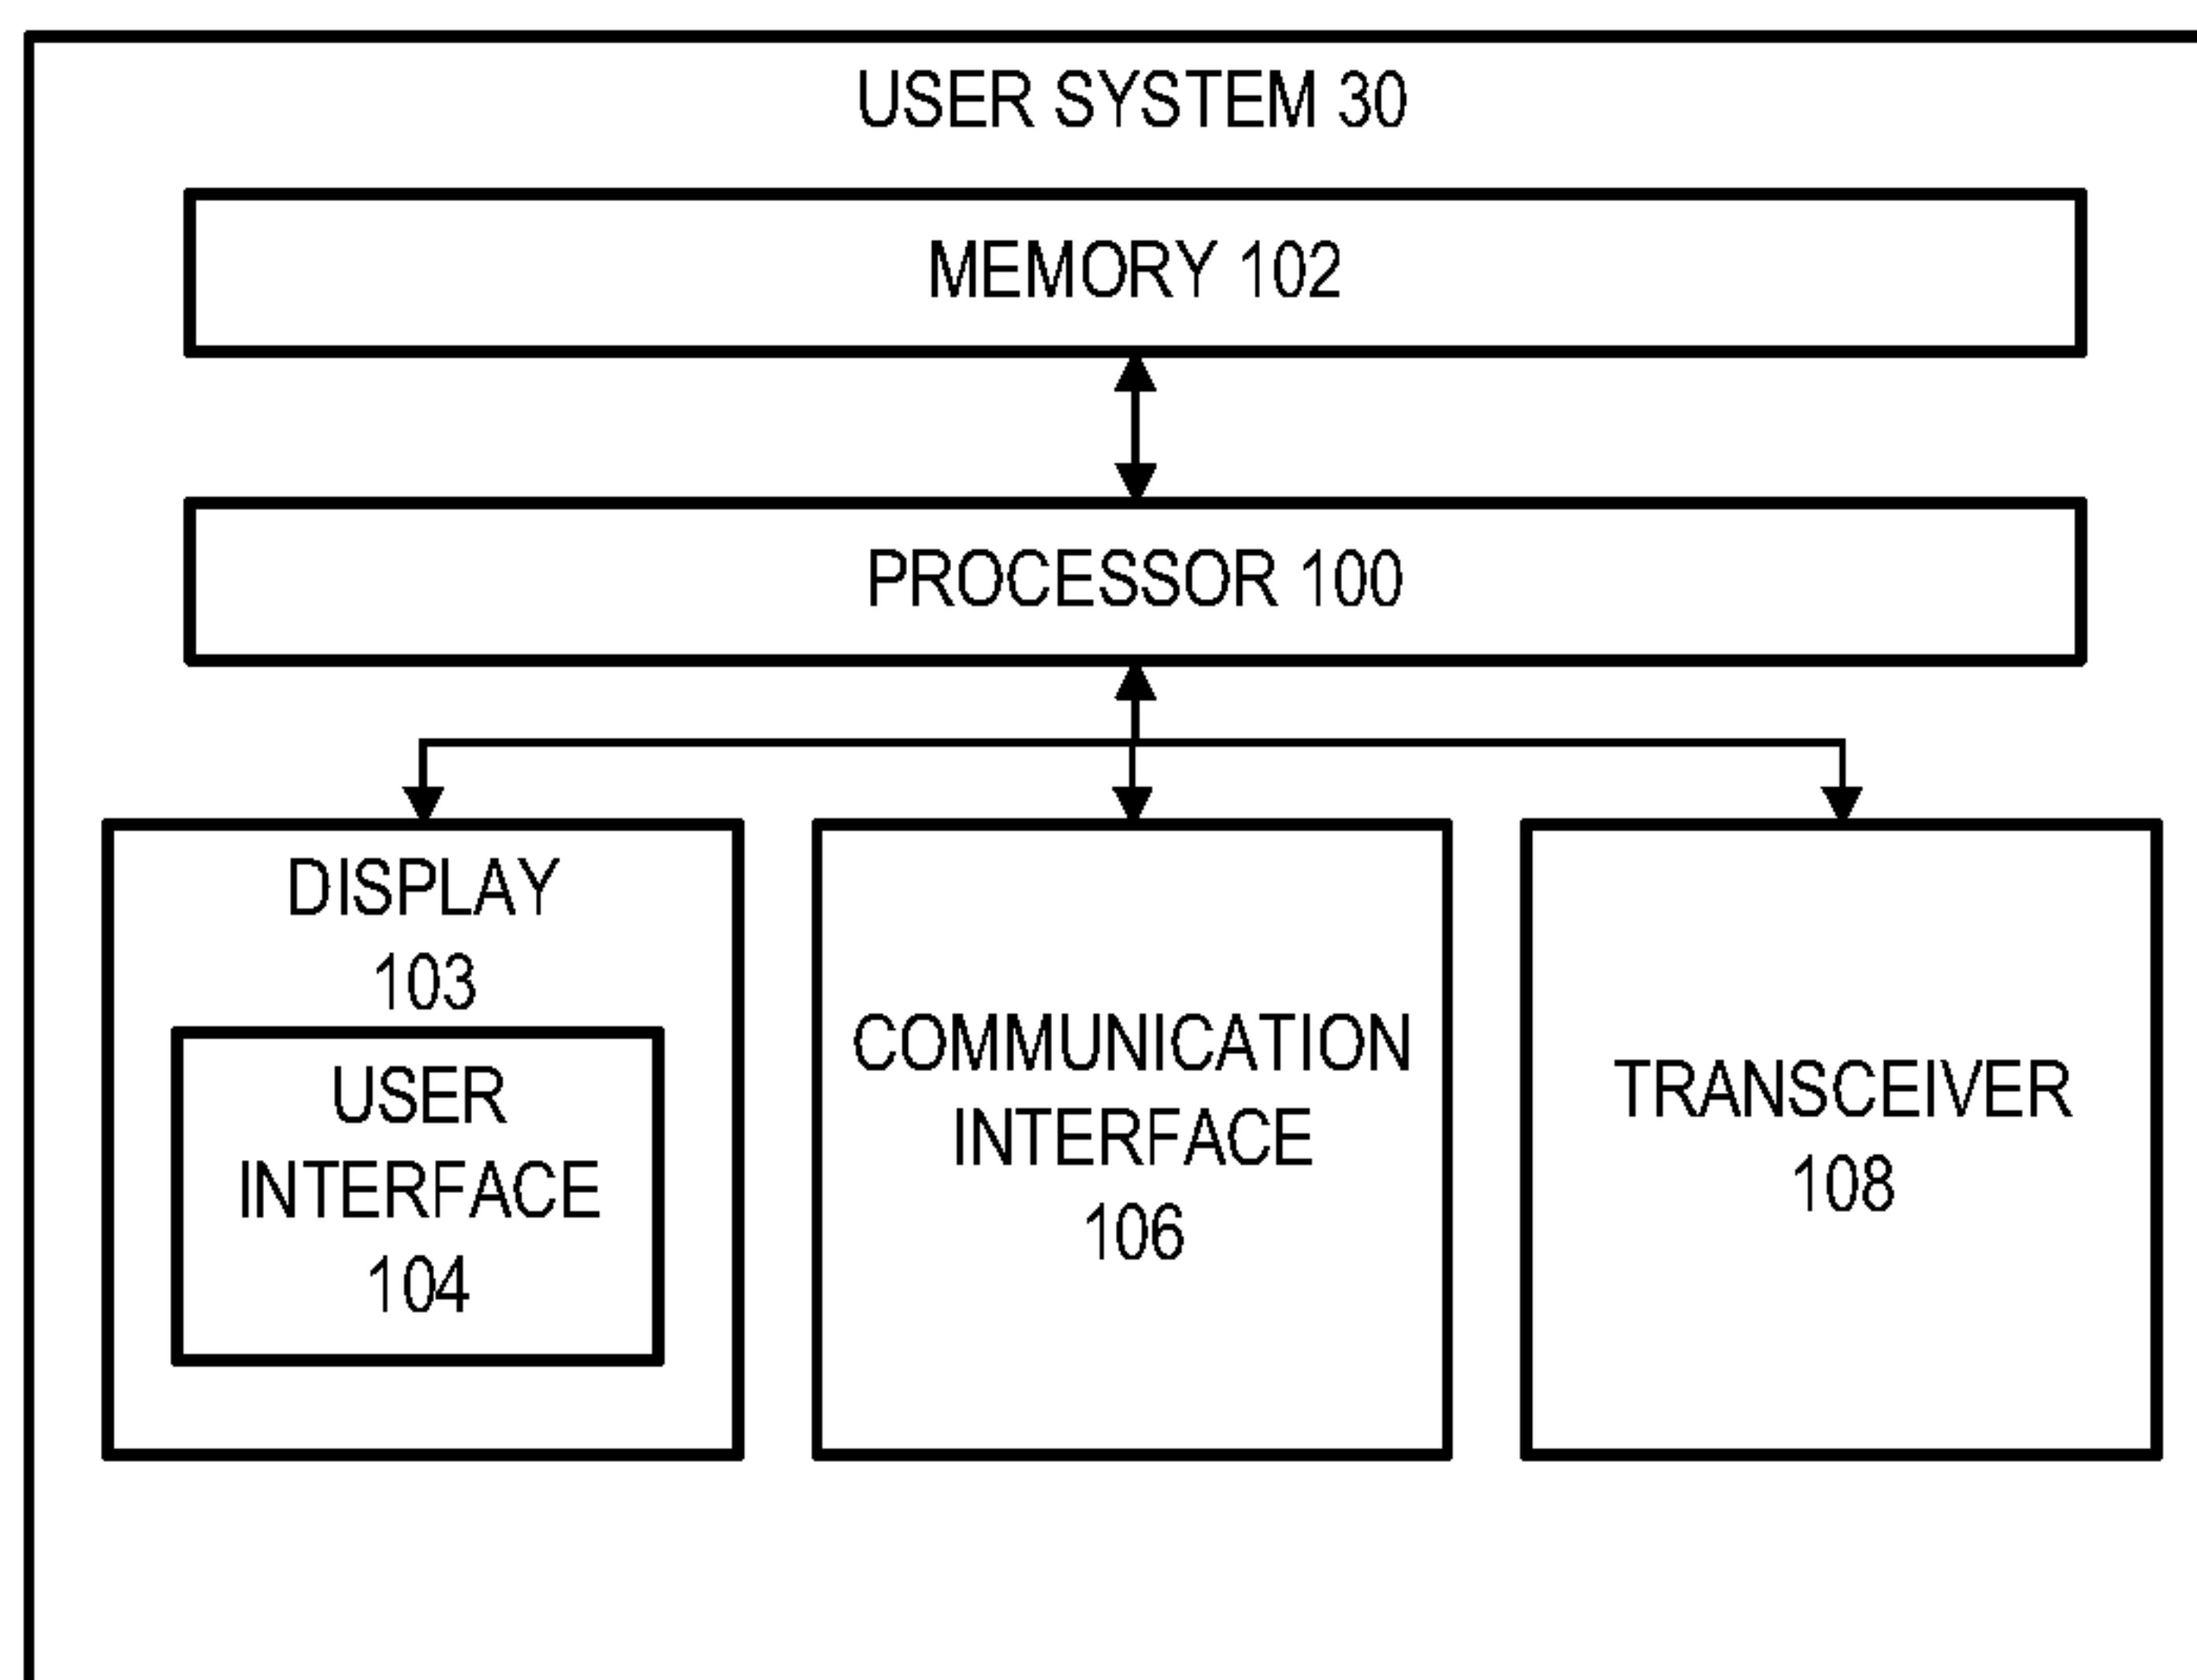 USER SYSTEM 30
MEMORY 102
PROCESSOR 100
DISPLAY
103
USER
INTERFACE
104
COMMUNICATION
INTERFACE
106
TRANSCEIVER
108